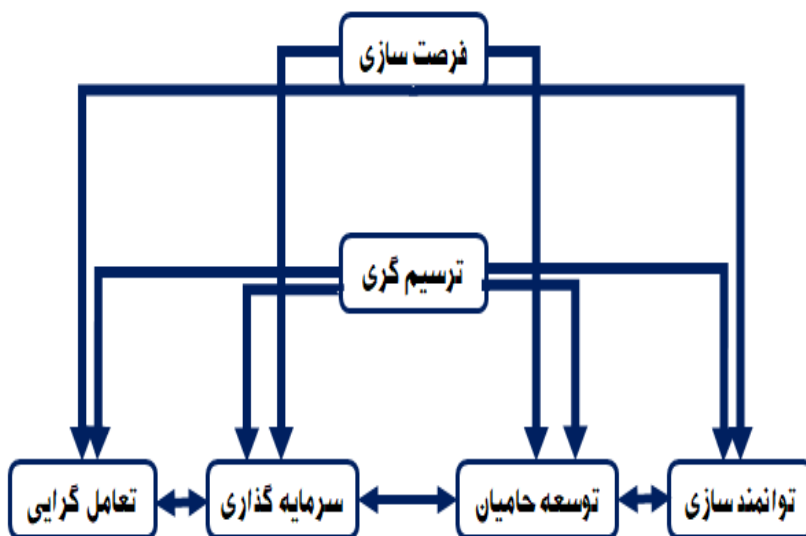 فرصت سازی
ترسیم گری
توانمند سازی
توسعه حامیان
سرمایه گذاری
تعامل گرایی